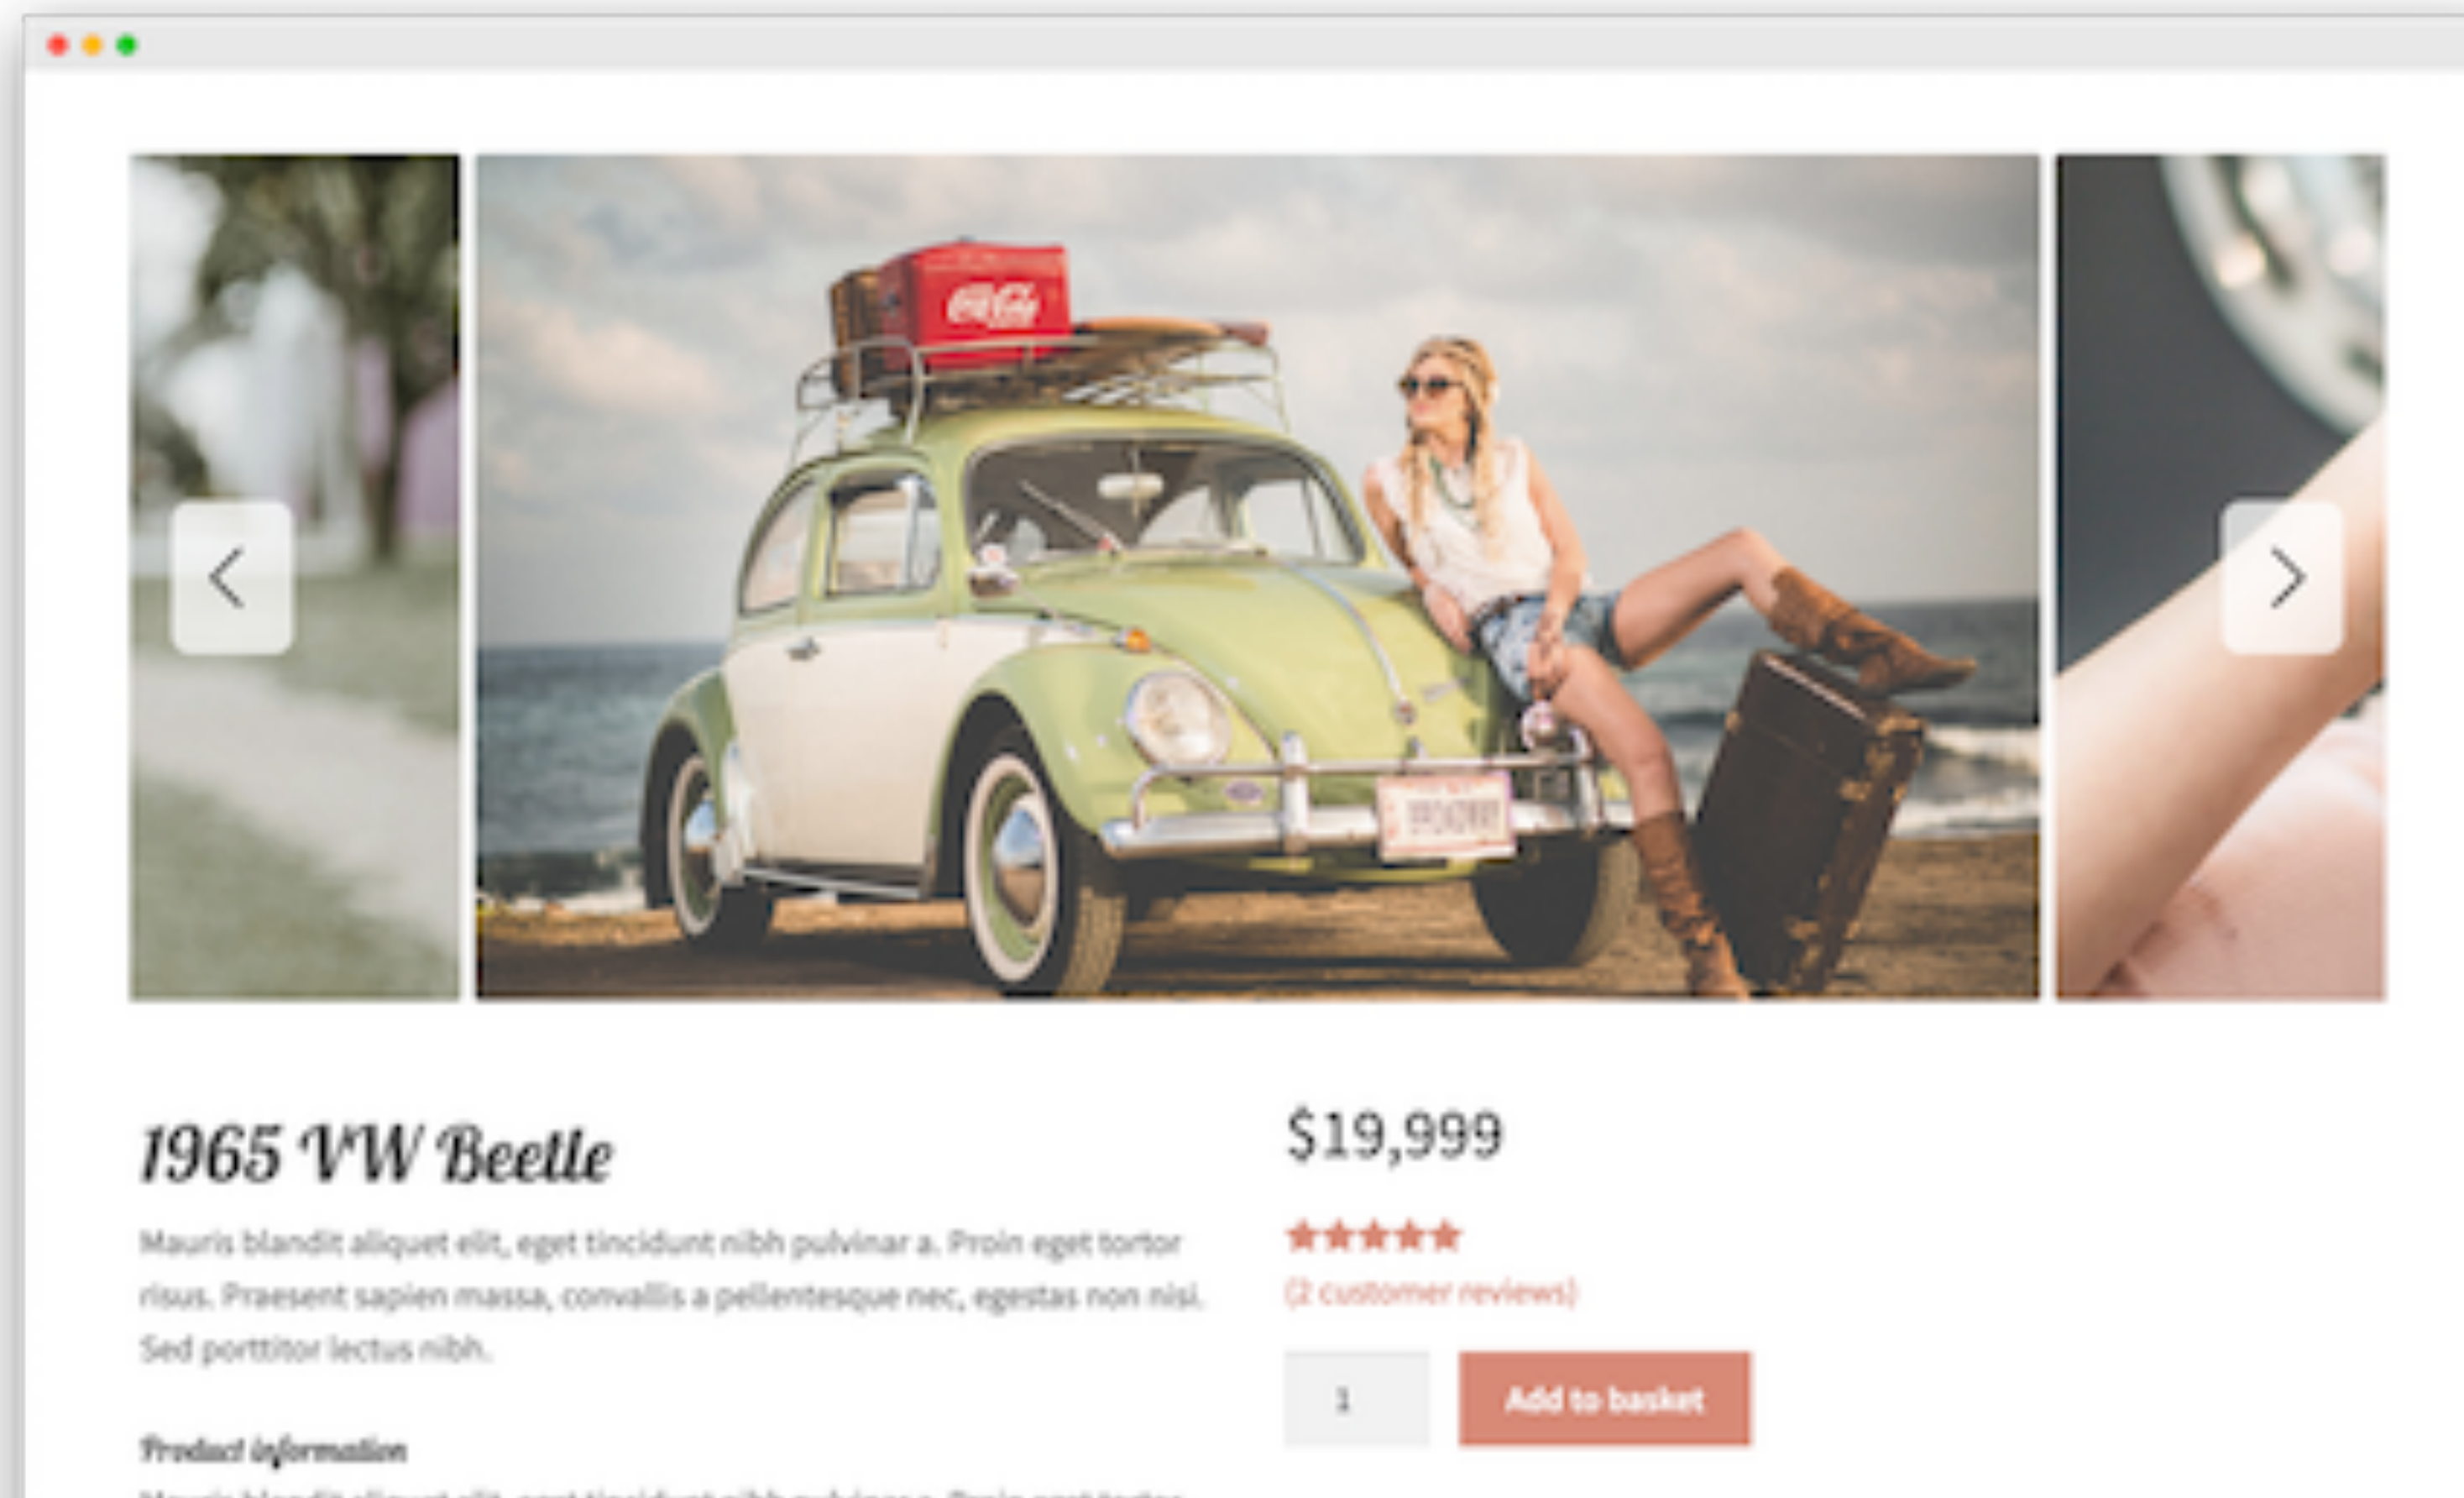 Coca-Cola
1965 VW Beetle
Mauris blandit aliquet elit, eget tincidunt nibh pulvinar a. Proin eget tortor
risus. Praesent sapien massa, convallis a pellentesque nec, egestas non nisi.
Sed porttitor lectus nibh.
Product information
$19,999
(2 customer reviews)
1
Add to basket